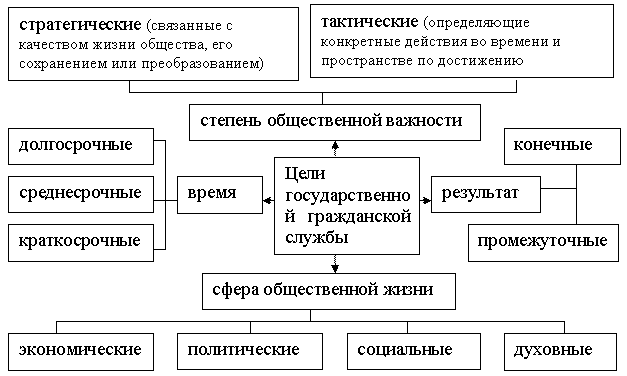 стратегические (связанные с
качеством жизни общества, его
сохранением или преобразованием)
тактические (определяющие
конкретные действия во времени и
пространстве по достижению
степень общественной важности
долгосрочные
среднесрочные
краткосрочные
время
Цели
государственно
й гражданской
службы
результат
конечные
промежуточные
сфера общественной жизни
экономические
политические
социальные
духовные